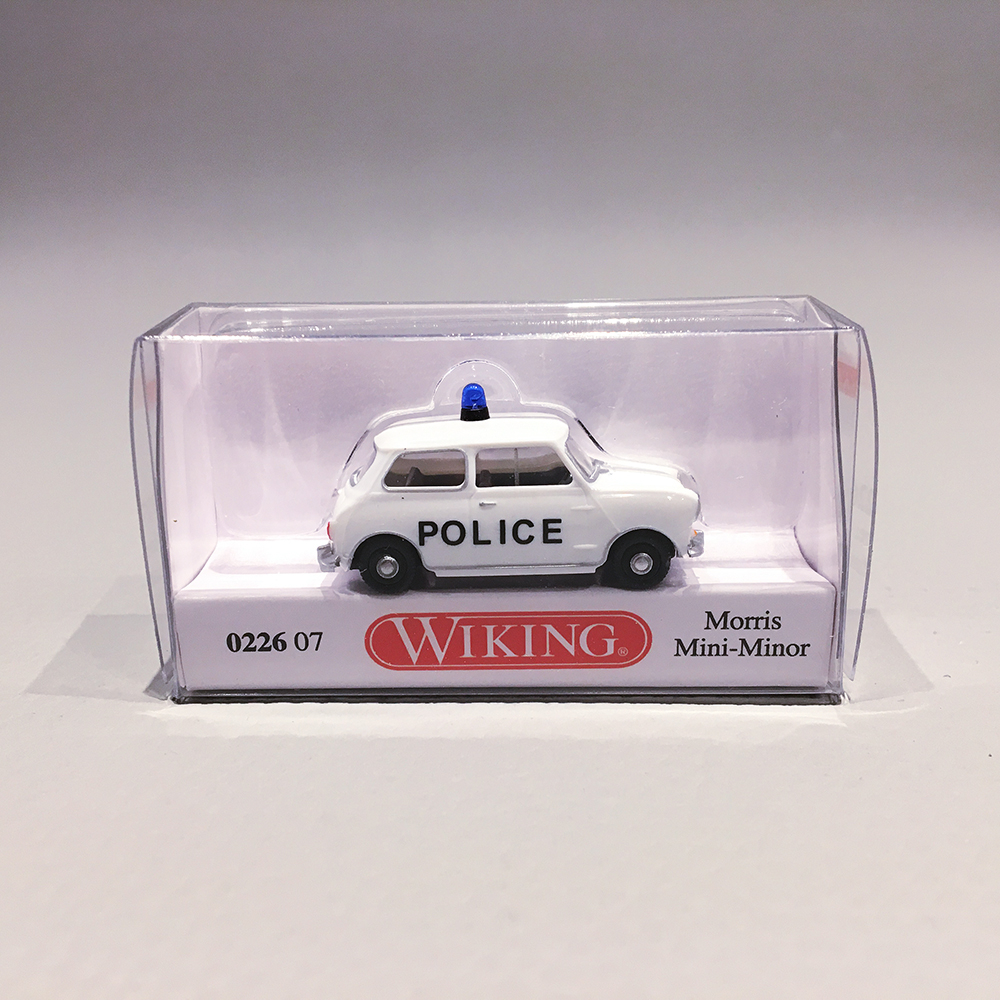 POLICE
0226 07
WIKING®
Morris
Mini-Minor